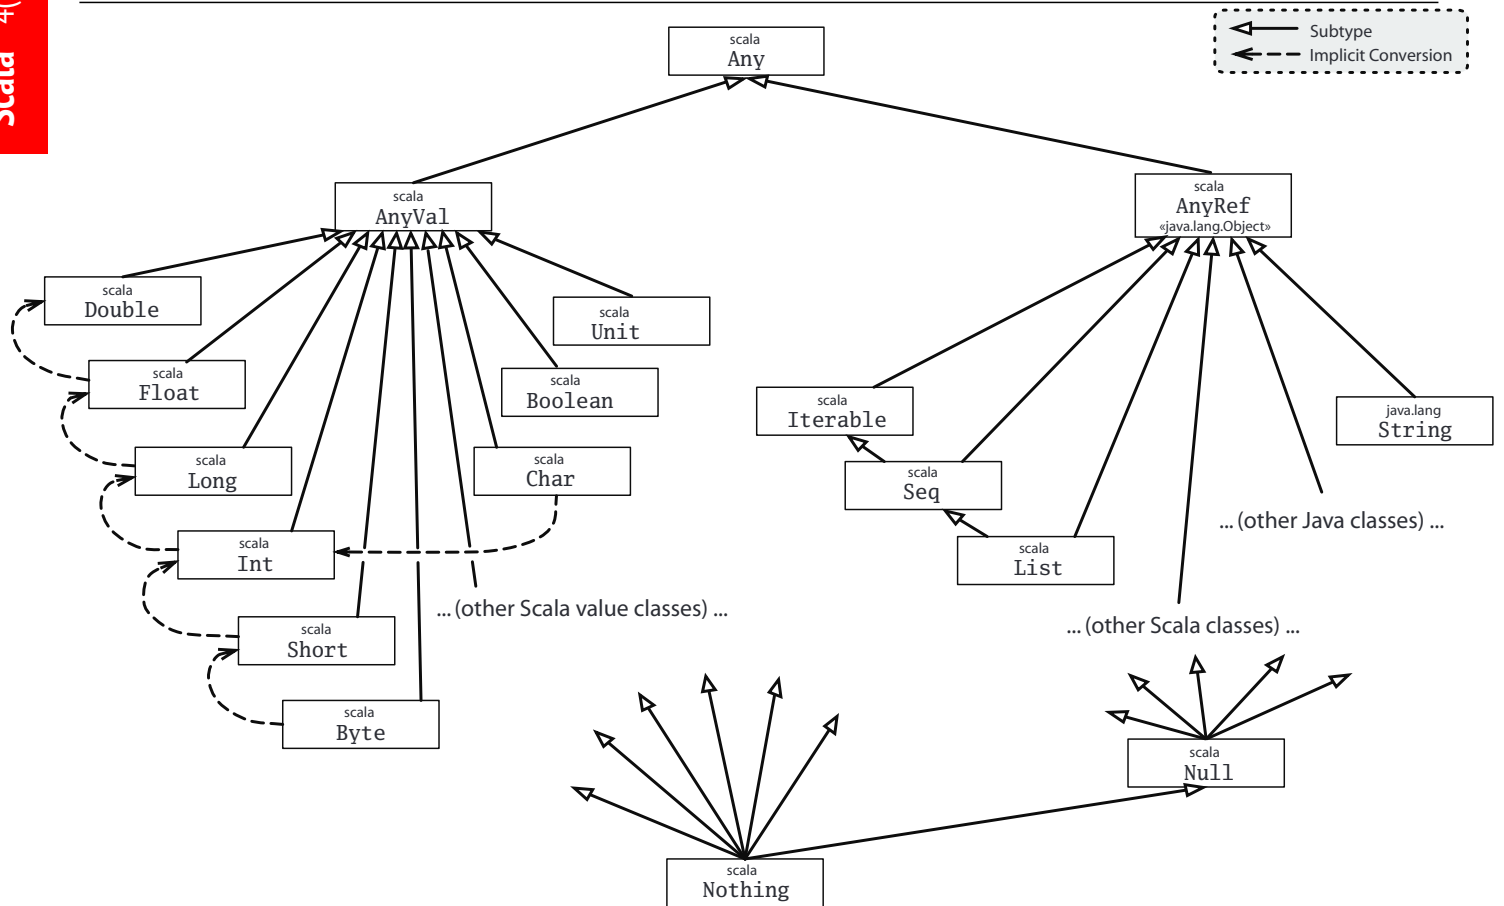 Scala
Subtype
Implicit Conversion
scala
Any
scala
AnyVal
scala
AnyRef
«java.lang.Object»
scala
Double
scala
Unit
scala
Float
scala
Boolean
scala
Iterable
java.lang
String
scala
Long
scala
Char
scala
Seq
... (other Java classes) ...
scala
Int
scala
List
... (other Scala value classes) ...
... (other Scala classes) ...
scala
Short
scala
Byte
scala
Null
scala
Nothing